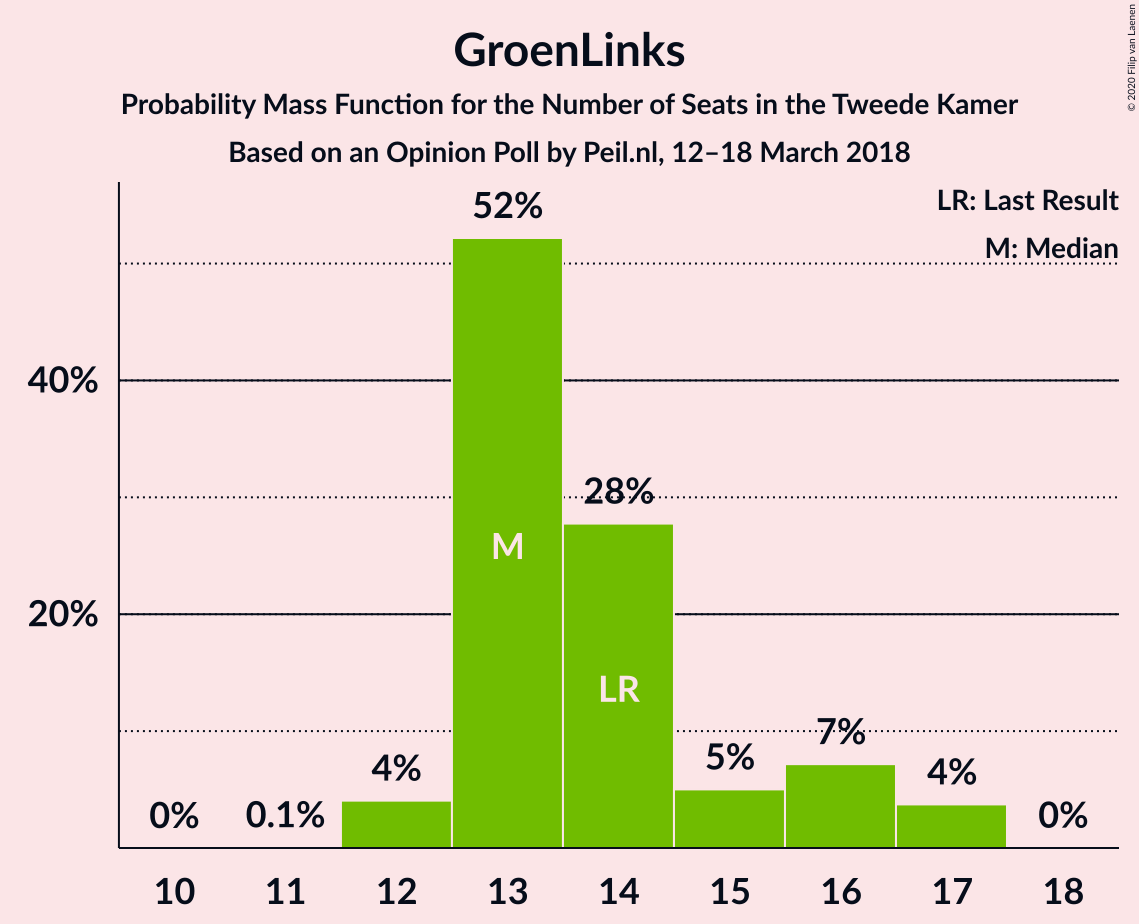 GroenLinks
Probability Mass Function for the Number of Seats in the Tweede Kamer
Based on an Opinion Poll by Peil.nl, 12–18 March 2018
© 2020 Filip van Laenen
LR: Last Result
M: Median
52%
40%
28%
M
20%
LR
7%
5%
4%
4%
0%
0.1%
0%
10 11 12 13 14 15 16 17 18